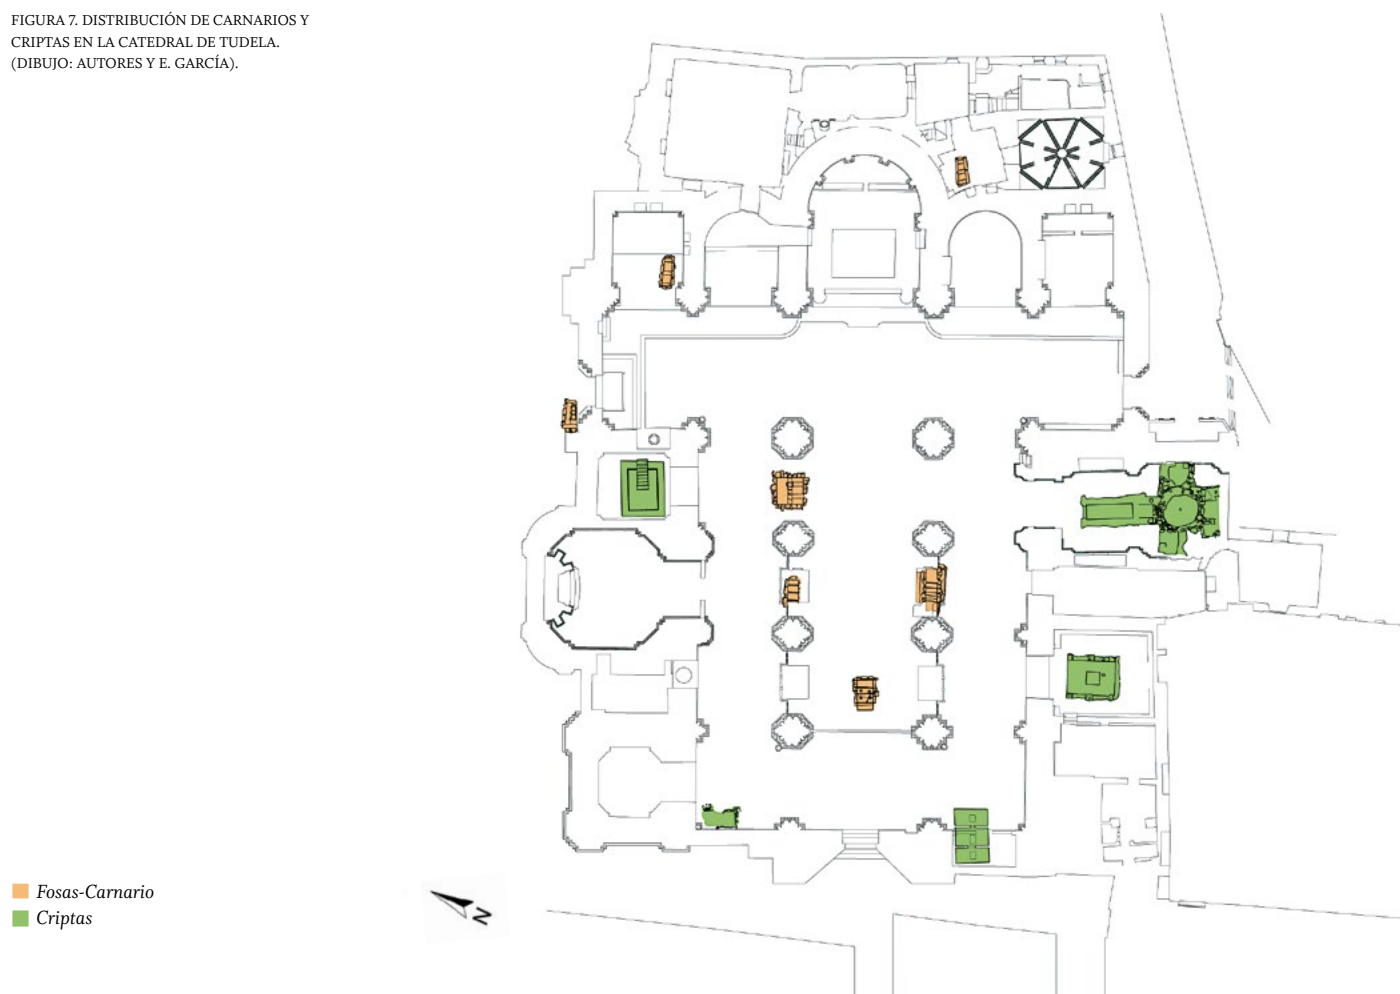 FIGURA 7. DISTRIBUCIÓN DE CARNARIOS Y
CRIPTAS EN LA CATEDRAL DE TUDELA.
(DIBUJO: AUTORES Y E. GARCÍA).
Fosas-Carnario
Criptas
N